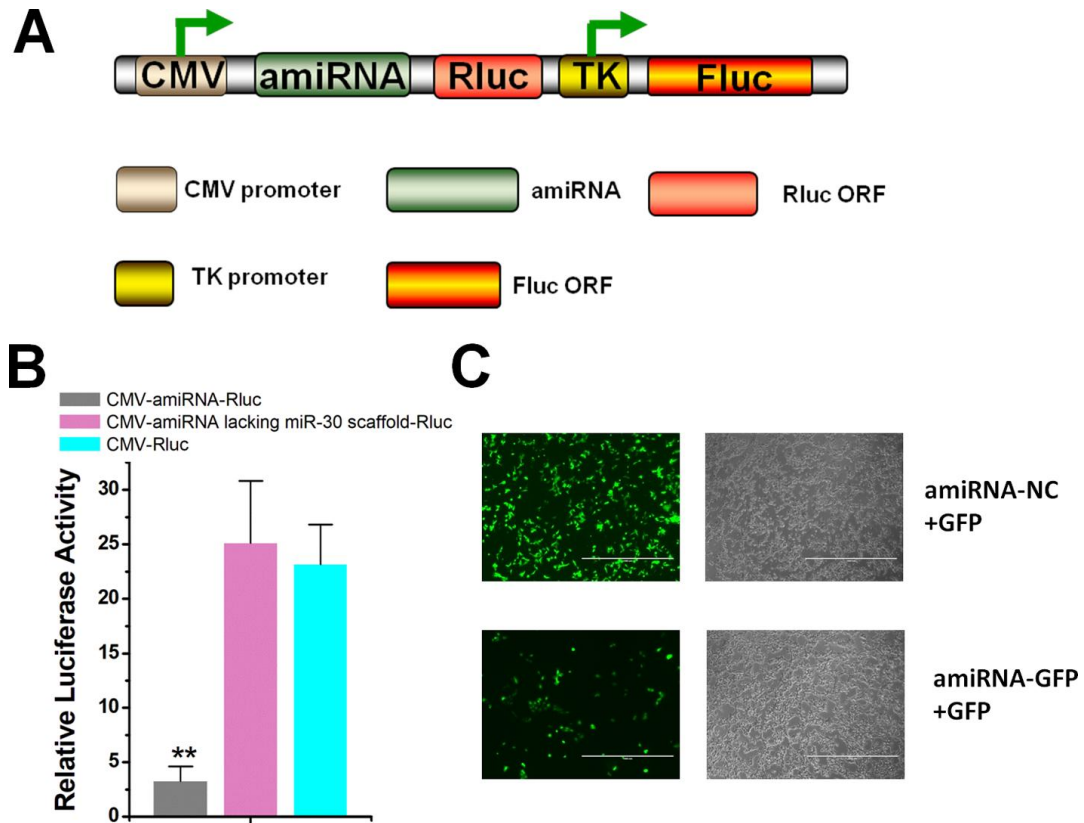 A
CMV amiRNA Rluc TK Fluc
CMV promoter amiRNA Rluc ORF
TK promoter Fluc ORF
B
CMV-amiRNA-Rluc
CMV-amiRNA lacking miR-30 scaffold-Rluc
CMV-Rluc
Relative Luciferase Activity
30
25
20
15
10
5
0
**
C
amiRNA-NC
+GFP
amiRNA-GFP
+GFP